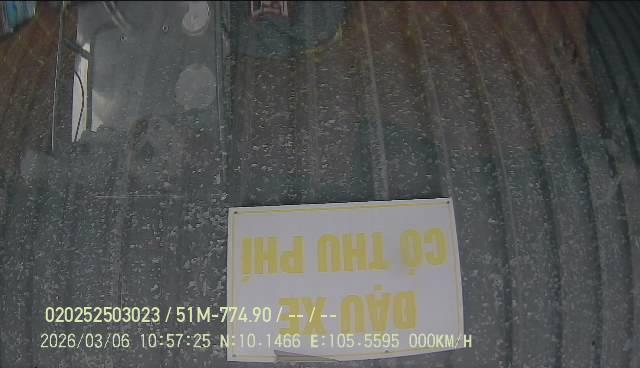 ĐẬU XE
CÓ THU PHÍ
020252503023 / 51M-774.90 / -- / --
2026/03/06 10:57:25 N:10.1466 E:105.5595 000KM/H